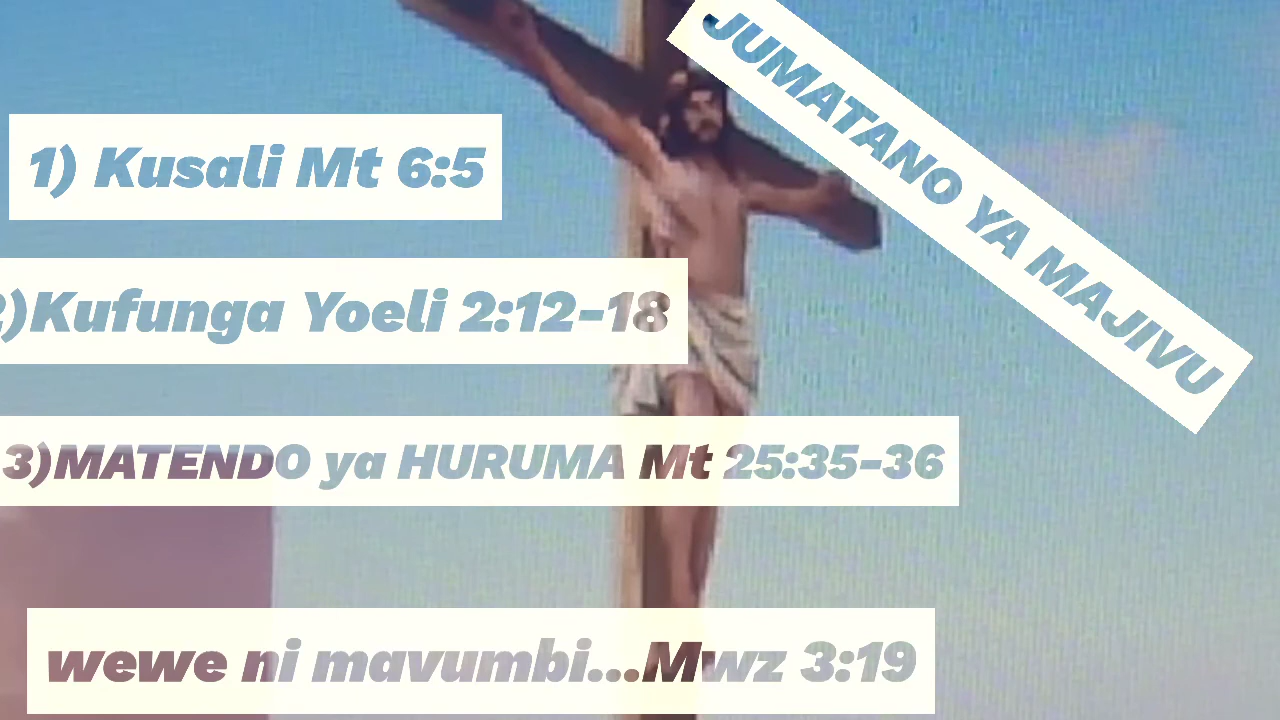 JUMATANO YA MAJIVU
1) Kusali Mt 6:5
2)Kufunga Yoeli 2:12-18
3)MATENDO ya HURUMA Mt 25:35-36
wewe ni mavumbi...Mwz 3:19